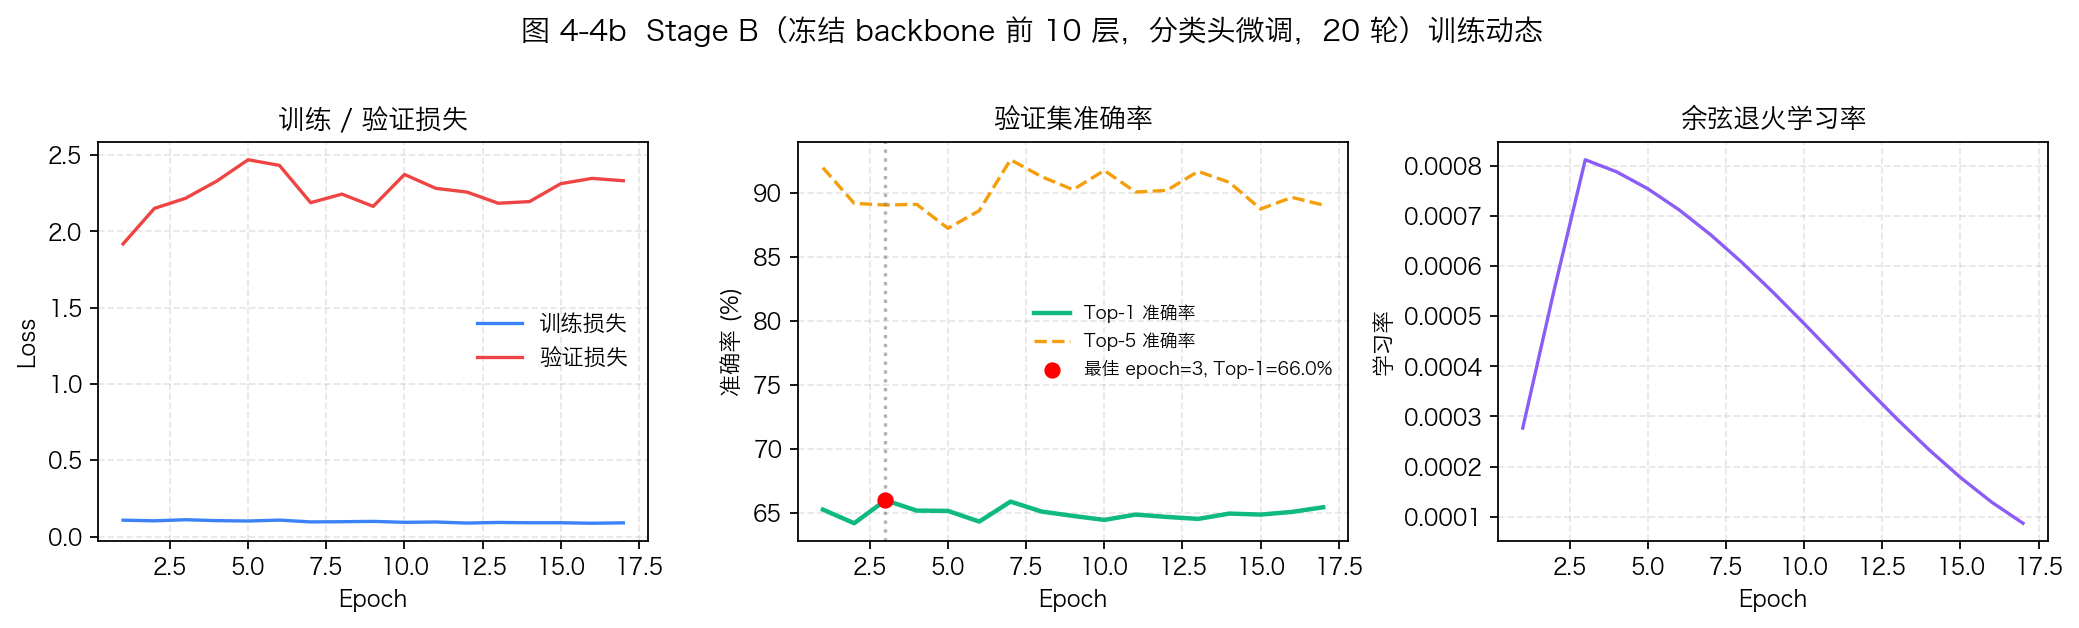 图 4-4b Stage B（冻结 backbone 前 10 层，分类头微调，20 轮）训练动态
训练 / 验证损失
2.5
2.0
1.5
1.0
0.5
0.0
Loss
训练损失
验证损失
2.5 5.0 7.5 10.0 12.5 15.0 17.5
Epoch
验证集准确率
90
85
80
75
70
65
准确率 (%)
Top-1 准确率
Top-5 准确率
最佳 epoch=3, Top-1=66.0%
2.5 5.0 7.5 10.0 12.5 15.0 17.5
Epoch
余弦退火学习率
0.0008
0.0007
0.0006
0.0005
0.0004
0.0003
0.0002
0.0001
学习率
2.5 5.0 7.5 10.0 12.5 15.0 17.5
Epoch